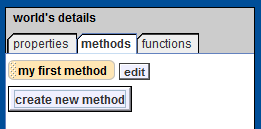 world's details
properties methods functions
my first method edit
create new method